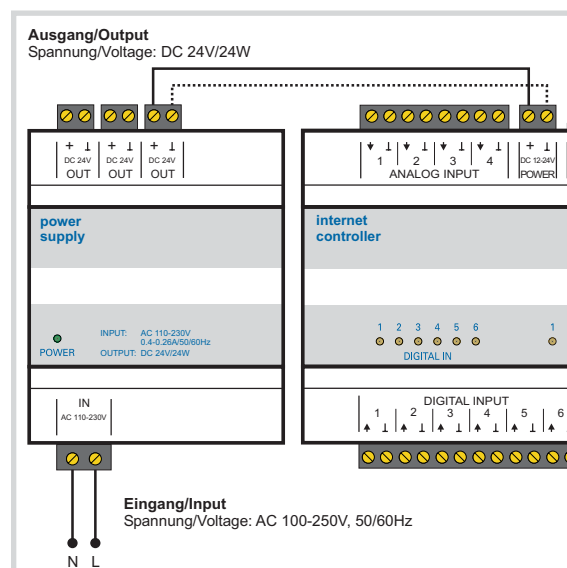 Ausgang/Output
Spannung/Voltage: DC 24V/24W
+ ⊥ + ⊥ + ⊥
DC 24V DC 24V DC 24V
OUT OUT OUT
1 2 3 4
ANALOG INPUT
+ ⊥
DC 12-24V
POWER
power
supply
internet
controller
POWER
INPUT: AC 110-230V
0.4-0.26A/50/60Hz
OUTPUT: DC 24V/24W
1 2 3 4 5 6 1
DIGITAL IN
IN
AC 110-230V
DIGITAL INPUT
1 2 3 4 5 6
Eingang/Input
Spannung/Voltage: AC 100-250V, 50/60Hz
N L